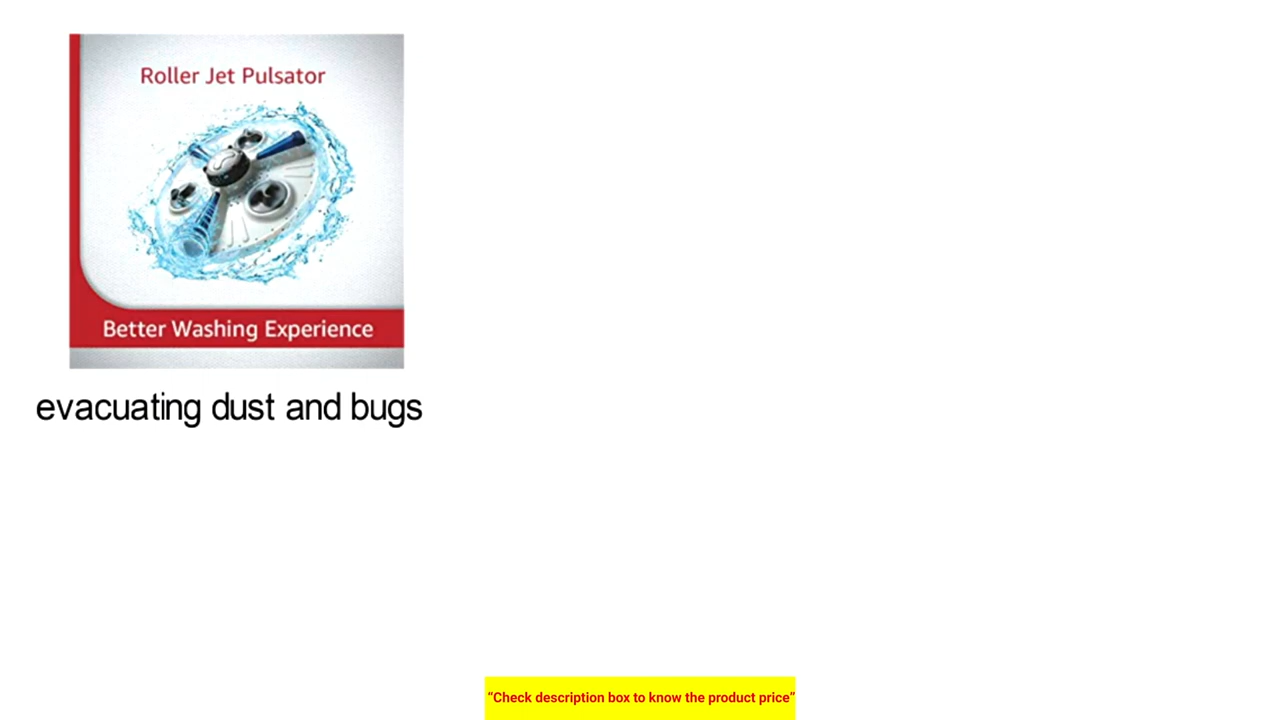 Roller Jet Pulsator
Better Washing Experience
evacuating dust and bugs
“Check description box to know the product price”